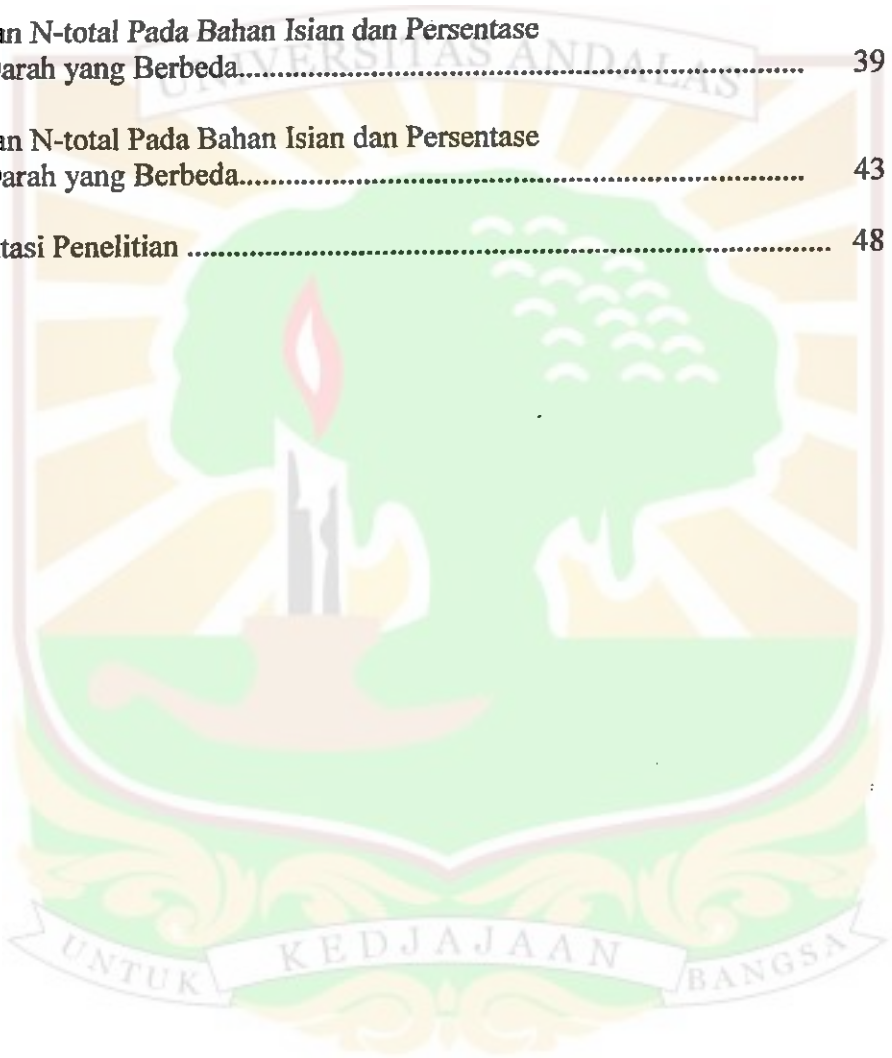 an N-total Pada Bahan Isian dan Persentase
UNIVERSITAS ANDALAS
arah yang Berbeda........................................................................ 39
an N-total Pada Bahan Isian dan Persentase
arah yang Berbeda........................................................................ 43
tasi Penelitian .................................................................................. 48
UNTUK KEDJAJAAN BANGSA